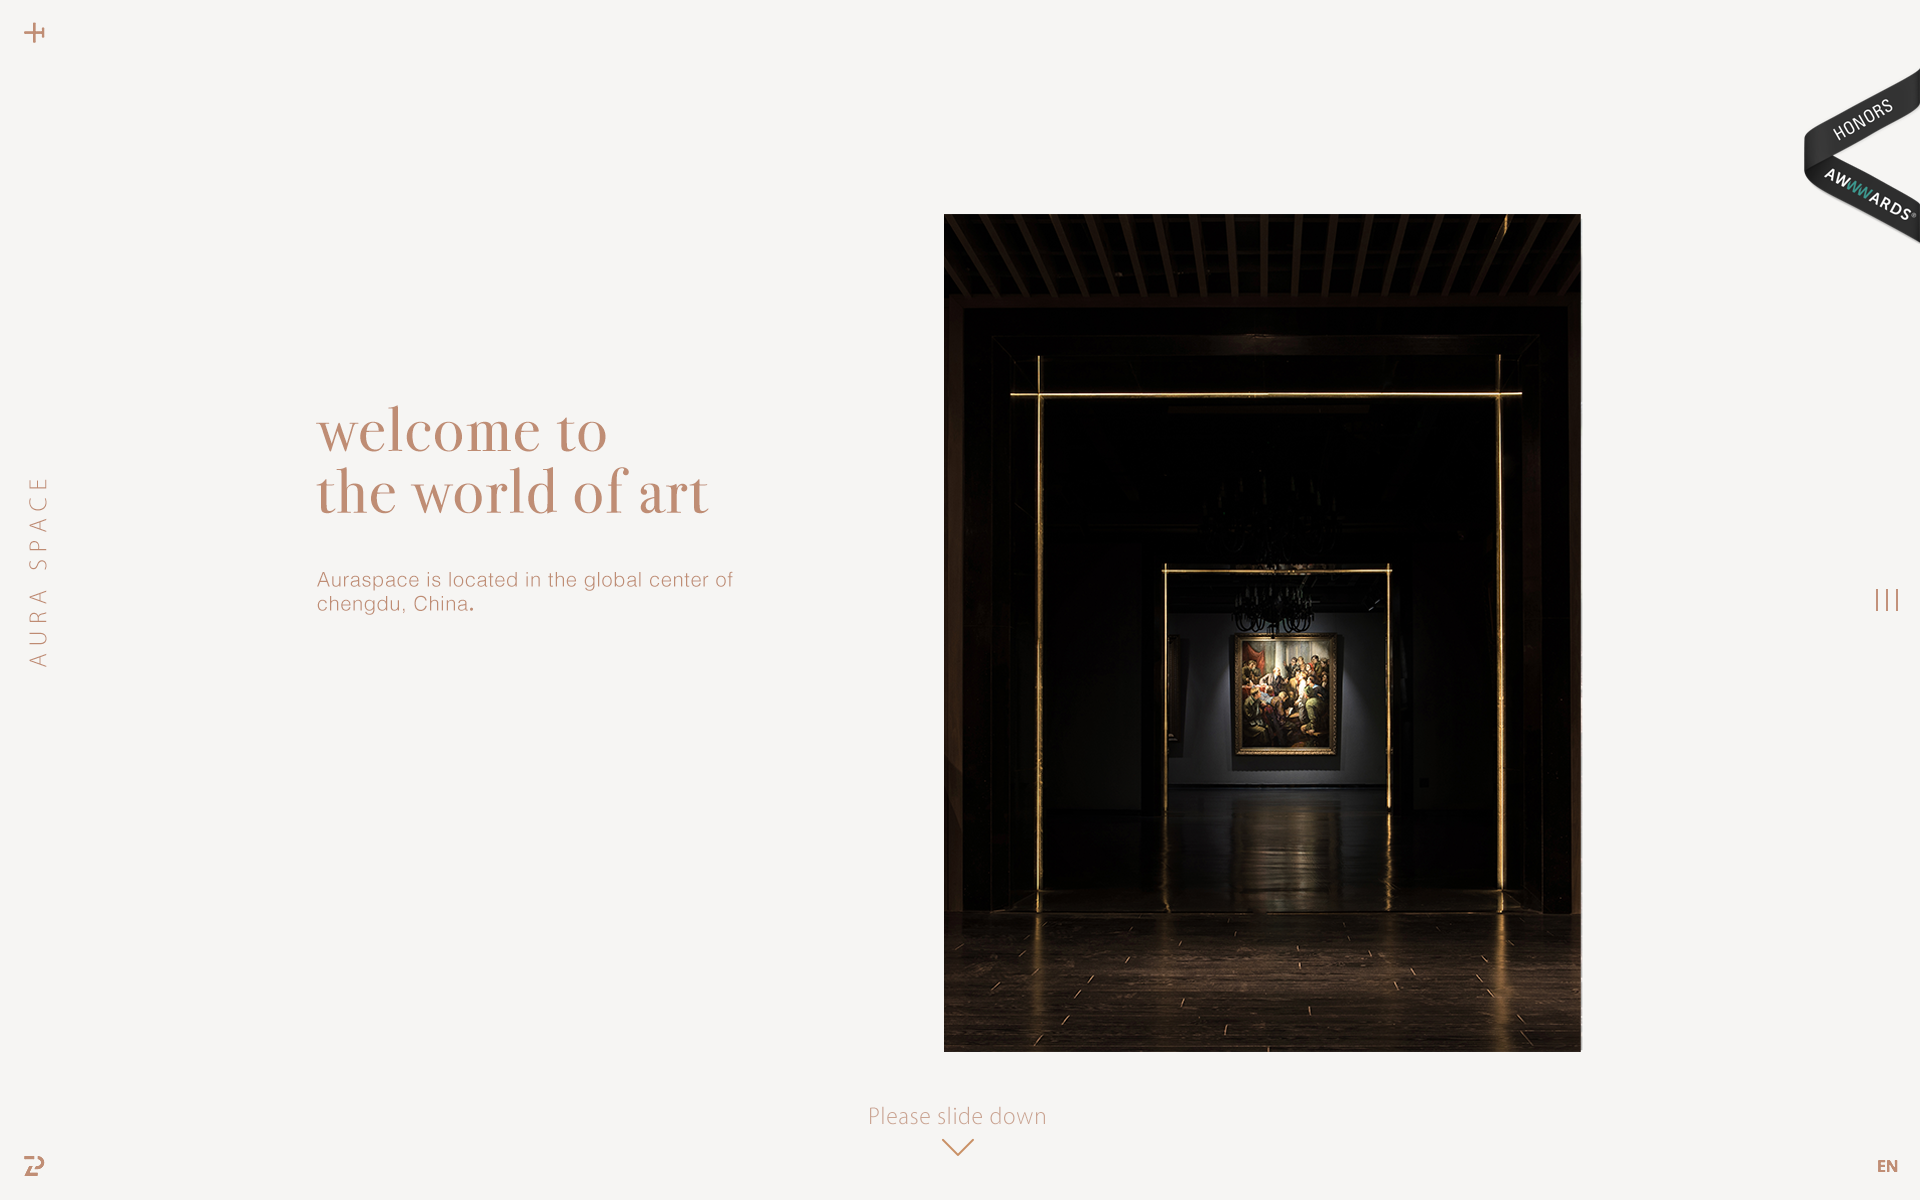 HONORS
AWWWARDS®
welcome to
the world of art
AURA SPACE
Auraspace is located in the global center of
chengdu, China.
Please slide down
EN